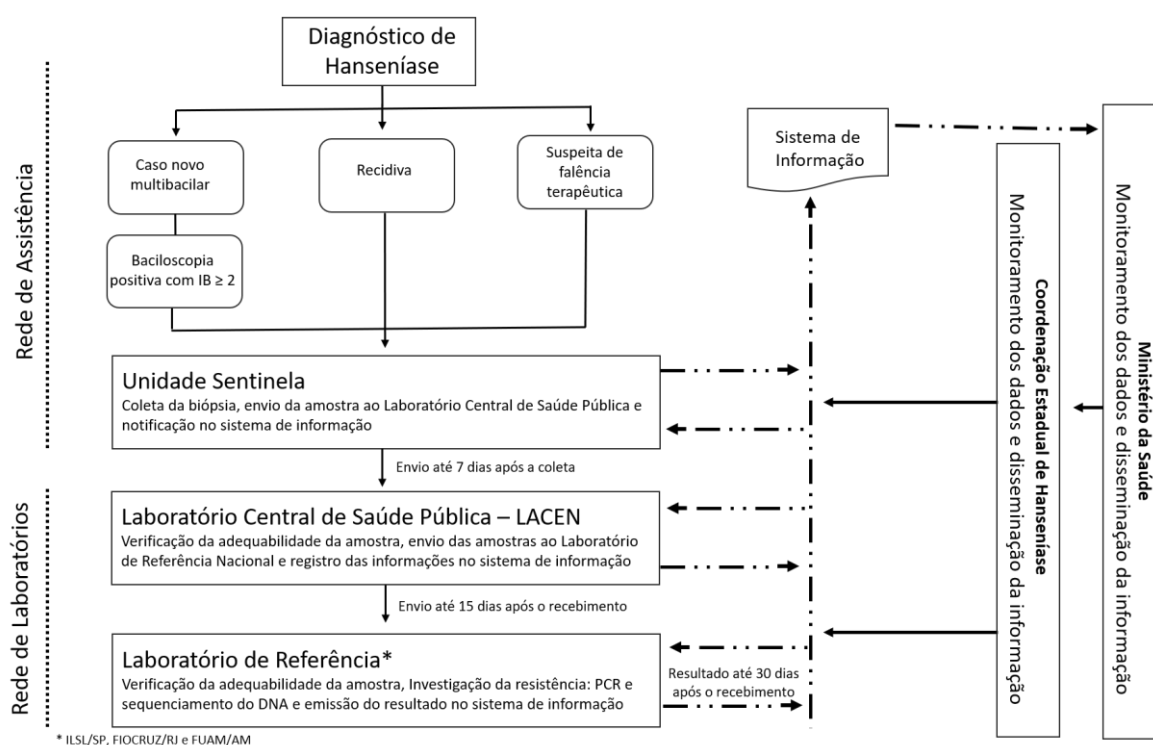 Diagnóstico de
Hanseníase
Rede de Assistência
Caso novo
multibacilar
Recidiva
Suspeita de
falência
terapêutica
Baciloscopia
positiva com IB ≥ 2
Sistema de
Informação
Unidade Sentinela
Coleta da biópsia, envio da amostra ao Laboratório Central de Saúde Pública e
notificação no sistema de informação
Envio até 7 dias após a coleta
Rede de Laboratórios
Laboratório Central de Saúde Pública – LACEN
Verificação da adequabilidade da amostra, envio das amostras ao Laboratório
de Referência Nacional e registro das informações no sistema de informação
Envio até 15 dias após o recebimento
Laboratório de Referência*
Verificação da adequabilidade da amostra, Investigação da resistência: PCR e
sequenciamento do DNA e emissão do resultado no sistema de informação
Resultado até 30 dias
após o recebimento
Coordenação Estadual de Hanseníase
Monitoramento dos dados e disseminação da informação
Ministério da Saúde
Monitoramento dos dados e disseminação da informação
* ILSL/SP, FIOCRUZ/RJ e FUAM/AM